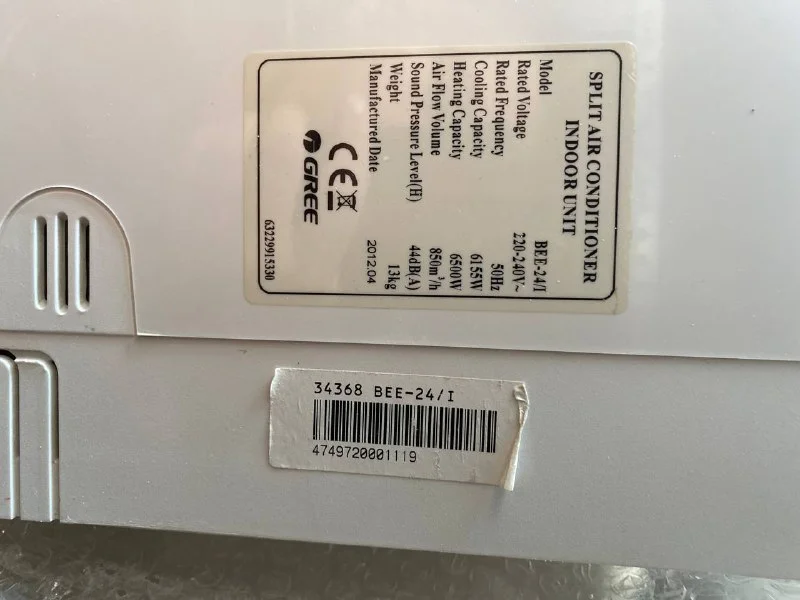 SPLIT AIR CONDITIONER
INDOOR UNIT
Model BEE-24/I
Rated Voltage 220-240V~
Rated Frequency 50Hz
Cooling Capacity 6155W
Heating Capacity 6500W
Air Flow Volume 850m³/h
Sound Pressure Level(H) 44dB(A)
Weight 13kg
Manufactured Date 2012.04
CE
GREE
63229915330
34368 BEE-24/I
4749720001119